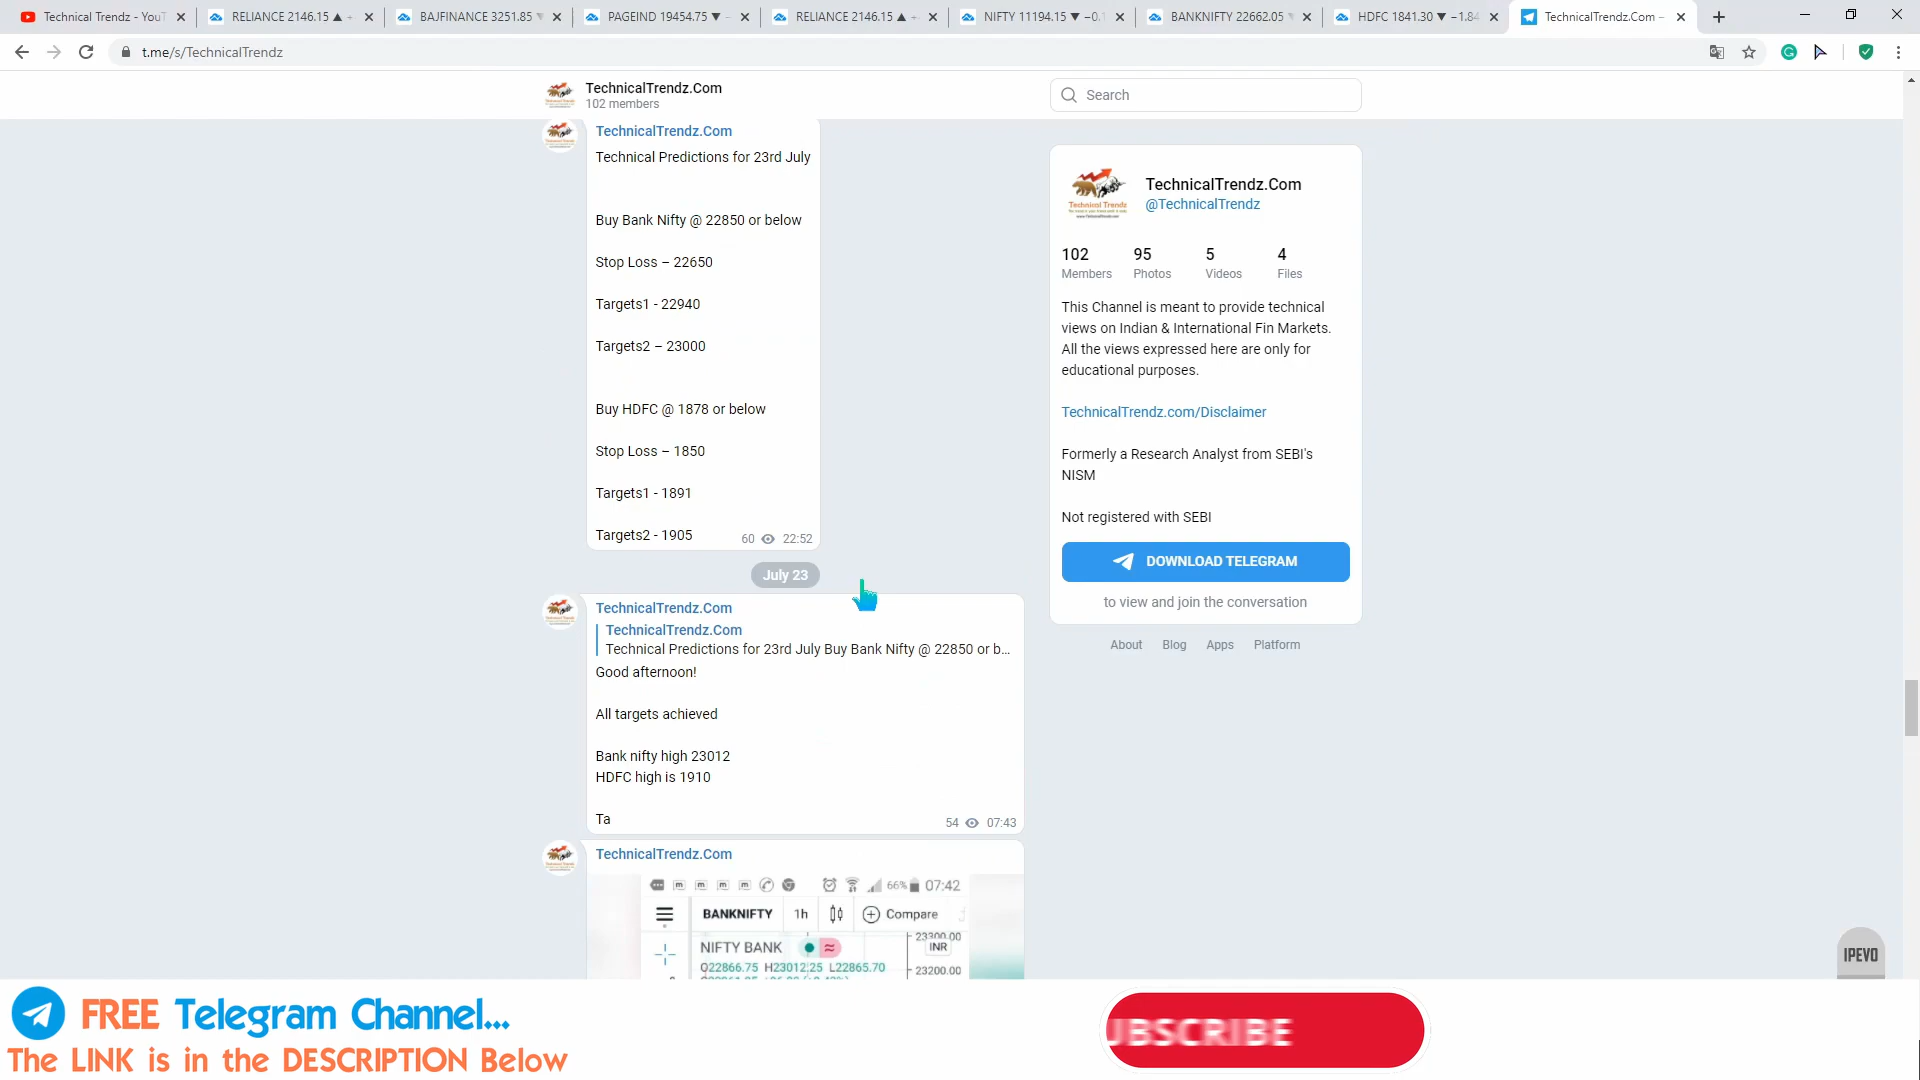 Technical Trendz - YouT
RELIANCE 2146.15 ▲
BAJFINANCE 3251.85 ▼
PAGEIND 19454.75 ▼ −
RELIANCE 2146.15 ▲
NIFTY 11194.15 ▼ −0.
BANKNIFTY 22662.05 ▼
HDFC 1841.30 ▼ −1.84
TechnicalTrendz.Com –
t.me/s/TechnicalTrendz
TechnicalTrendz.Com
102 members
Search
TechnicalTrendz.Com
Technical Predictions for 23rd July
Buy Bank Nifty @ 22850 or below
Stop Loss – 22650
Targets1 - 22940
Targets2 – 23000
Buy HDFC @ 1878 or below
Stop Loss – 1850
Targets1 - 1891
Targets2 - 1905
60 22:52
July 23
TechnicalTrendz.Com
TechnicalTrendz.Com
Technical Predictions for 23rd July Buy Bank Nifty @ 22850 or b...
Good afternoon!
All targets achieved
Bank nifty high 23012
HDFC high is 1910
Ta
54 07:43
TechnicalTrendz.Com
66% 07:42
BANKNIFTY 1h Compare
NIFTY BANK
23300.00
INR
O22866.75 H23012.25 L22865.70
23200.00
Technical Trendz
TechnicalTrendz.Com
@TechnicalTrendz
102 95 5 4
Members Photos Videos Files
This Channel is meant to provide technical
views on Indian & International Fin Markets.
All the views expressed here are only for
educational purposes.
TechnicalTrendz.com/Disclaimer
Formerly a Research Analyst from SEBI's
NISM
Not registered with SEBI
DOWNLOAD TELEGRAM
to view and join the conversation
About Blog Apps Platform
IPEVO
FREE Telegram Channel...
The LINK is in the DESCRIPTION Below
UBSCRIBE